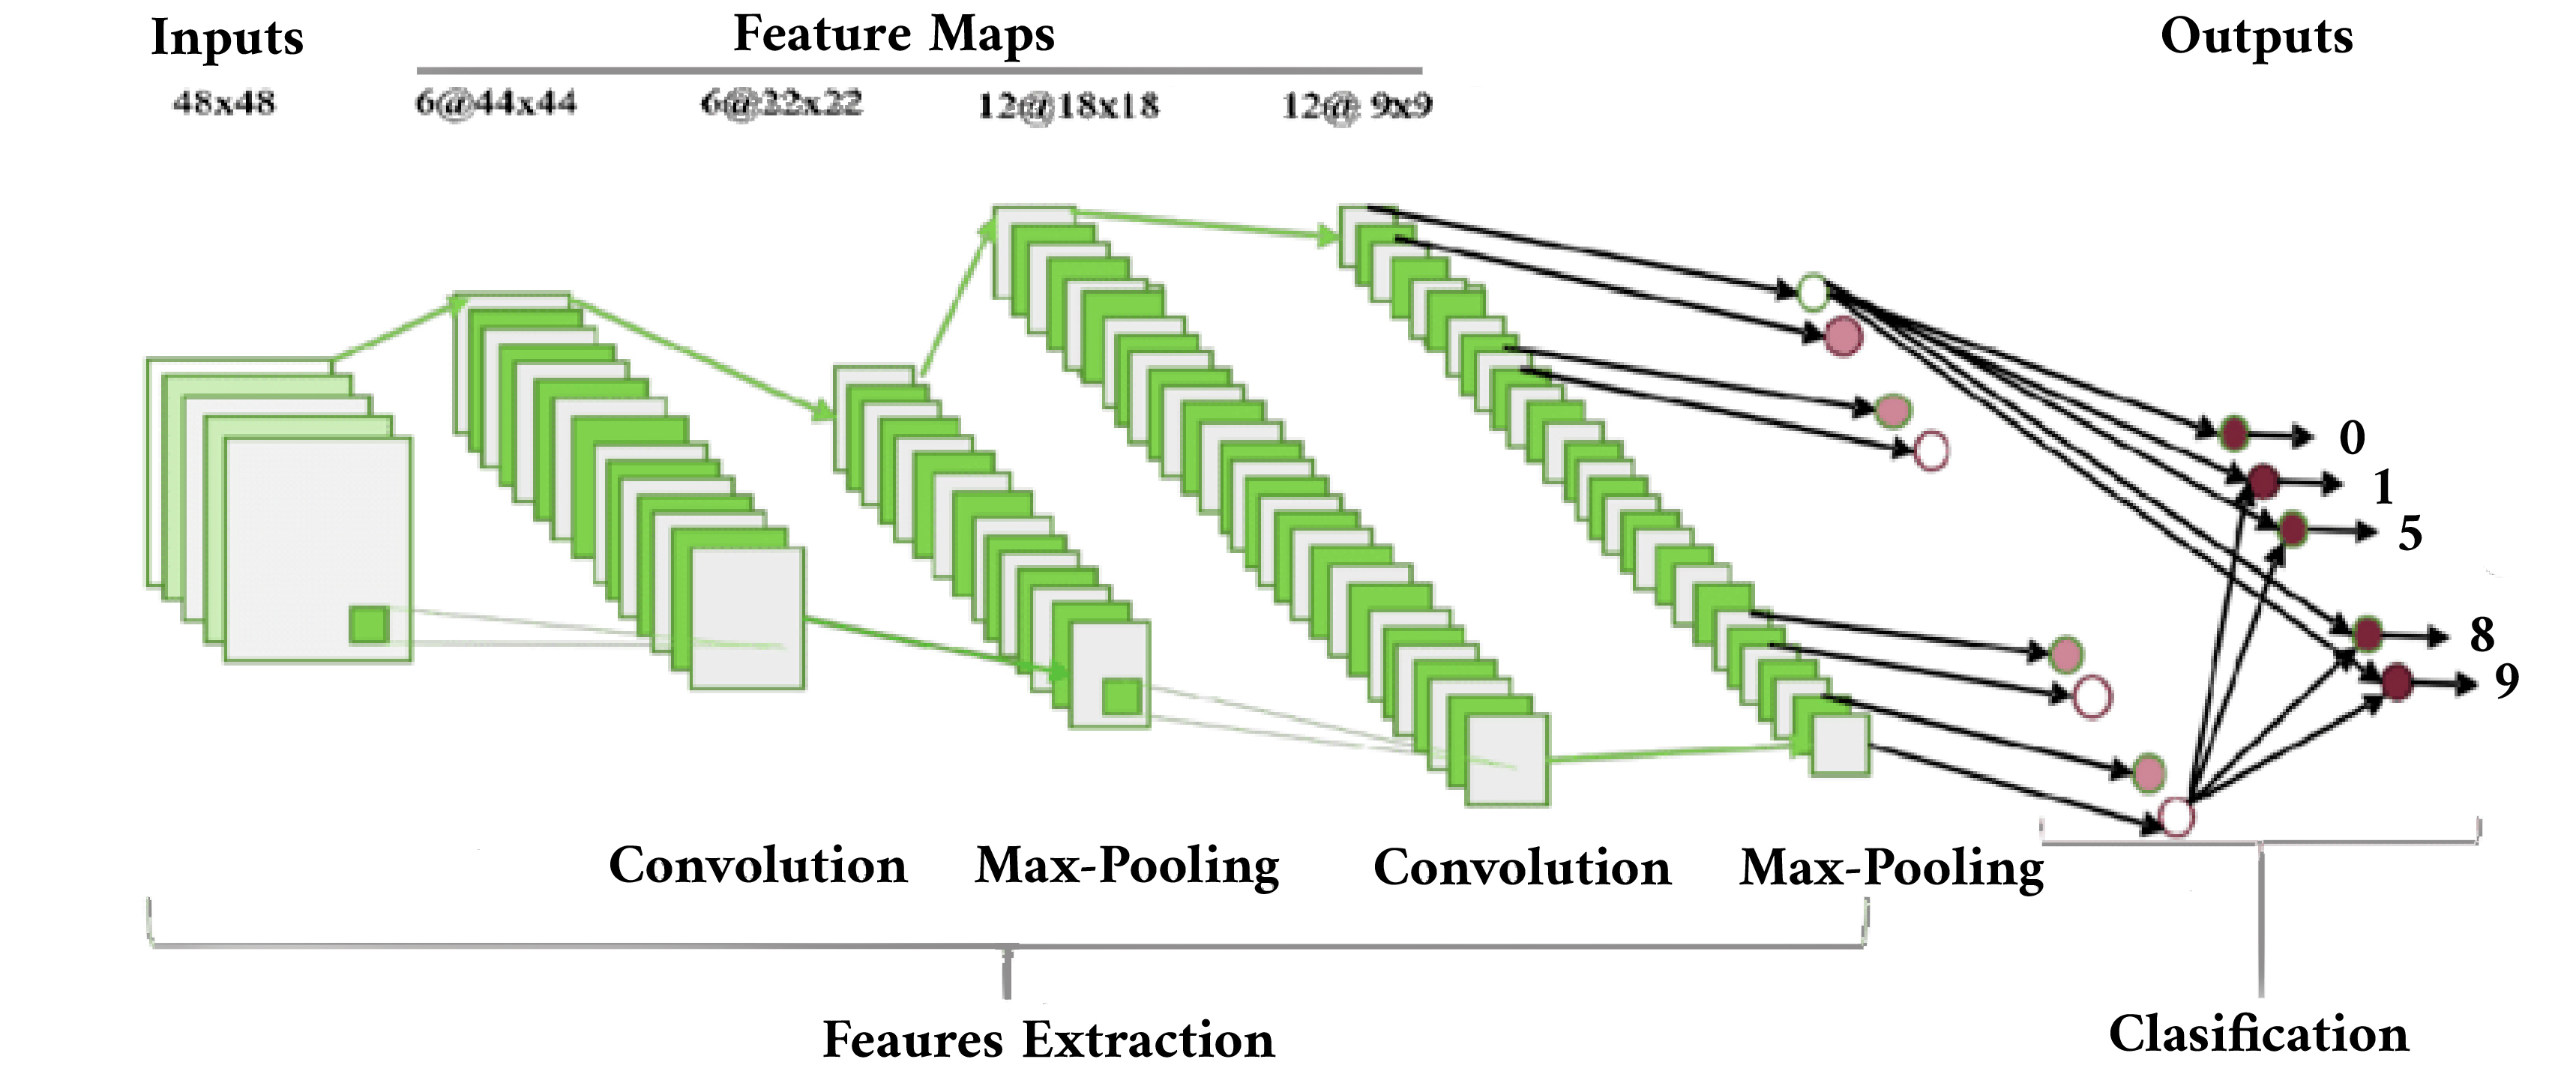 Inputs
Feature Maps
Outputs
48x48
6@44x44
6@22x22
12@18x18
12@ 9x9
0
1
5
8
9
Convolution
Max-Pooling
Convolution
Max-Pooling
Feaures Extraction
Clasification